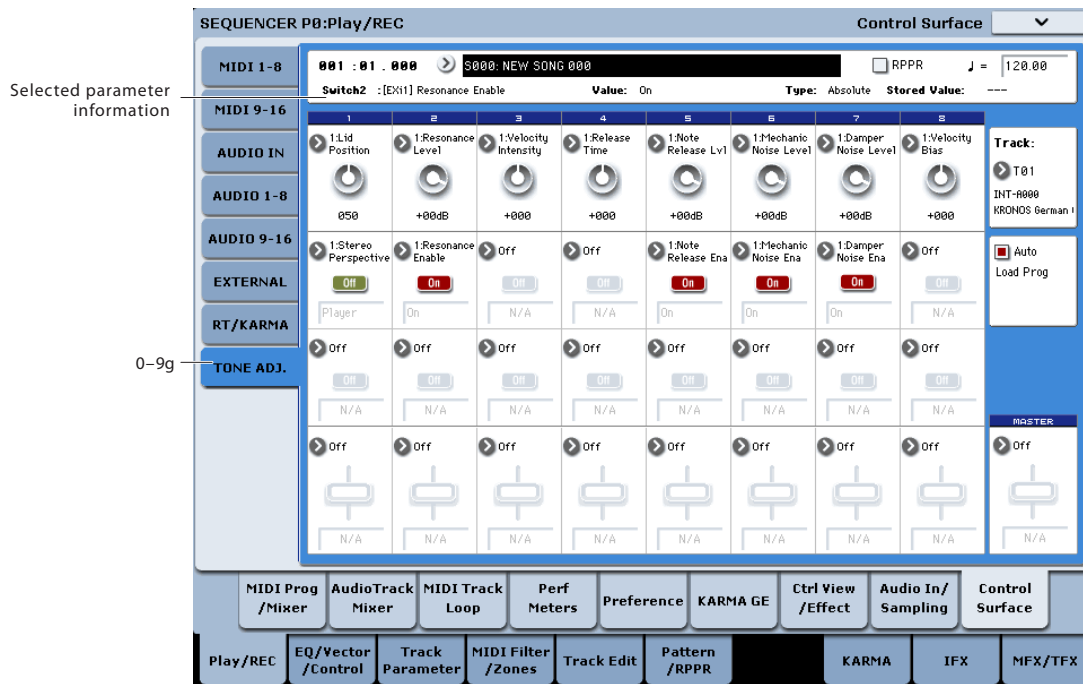 SEQUENCER P0:Play/REC
Control Surface
Selected parameter
information
0–9g
MIDI 1-8
MIDI 9-16
AUDIO IN
AUDIO 1-8
AUDIO 9-16
EXTERNAL
RT/KARMA
TONE ADJ.
001 :01 . 000 S000: NEW SONG 000 RPPR ♩ = 120.00
Switch2 :[EXi1] Resonance Enable Value: On Type: Absolute Stored Value: ---
1 2 3 4 5 6 7 8
1:Lid Position
1:Resonance Level
1:Velocity Intensity
1:Release Time
1:Note Release Lvl
1:Mechanic Noise Level
1:Damper Noise Level
1:Velocity Bias
050 +00dB +000 +000 +00dB +00dB +00dB +000
1:Stereo Perspective
1:Resonance Enable
Off
Off
1:Note Release Ena
1:Mechanic Noise Ena
1:Damper Noise Ena
Off
Off On Off Off On On On Off
Player On N/A N/A On On On N/A
Off Off Off Off Off Off Off Off
Off Off Off Off Off Off Off Off
N/A N/A N/A N/A N/A N/A N/A N/A
Off Off Off Off Off Off Off Off
N/A N/A N/A N/A N/A N/A N/A N/A
Track:
T01
INT-A000
KRONOS German
Auto
Load Prog
MASTER
Off
N/A
MIDI Prog /Mixer
AudioTrack Mixer
MIDI Track Loop
Perf Meters
Preference
KARMA GE
Ctrl View /Effect
Audio In/ Sampling
Control Surface
Play/REC
EQ/Vector /Control
Track Parameter
MIDI Filter /Zones
Track Edit
Pattern /RPPR
KARMA
IFX
MFX/TFX